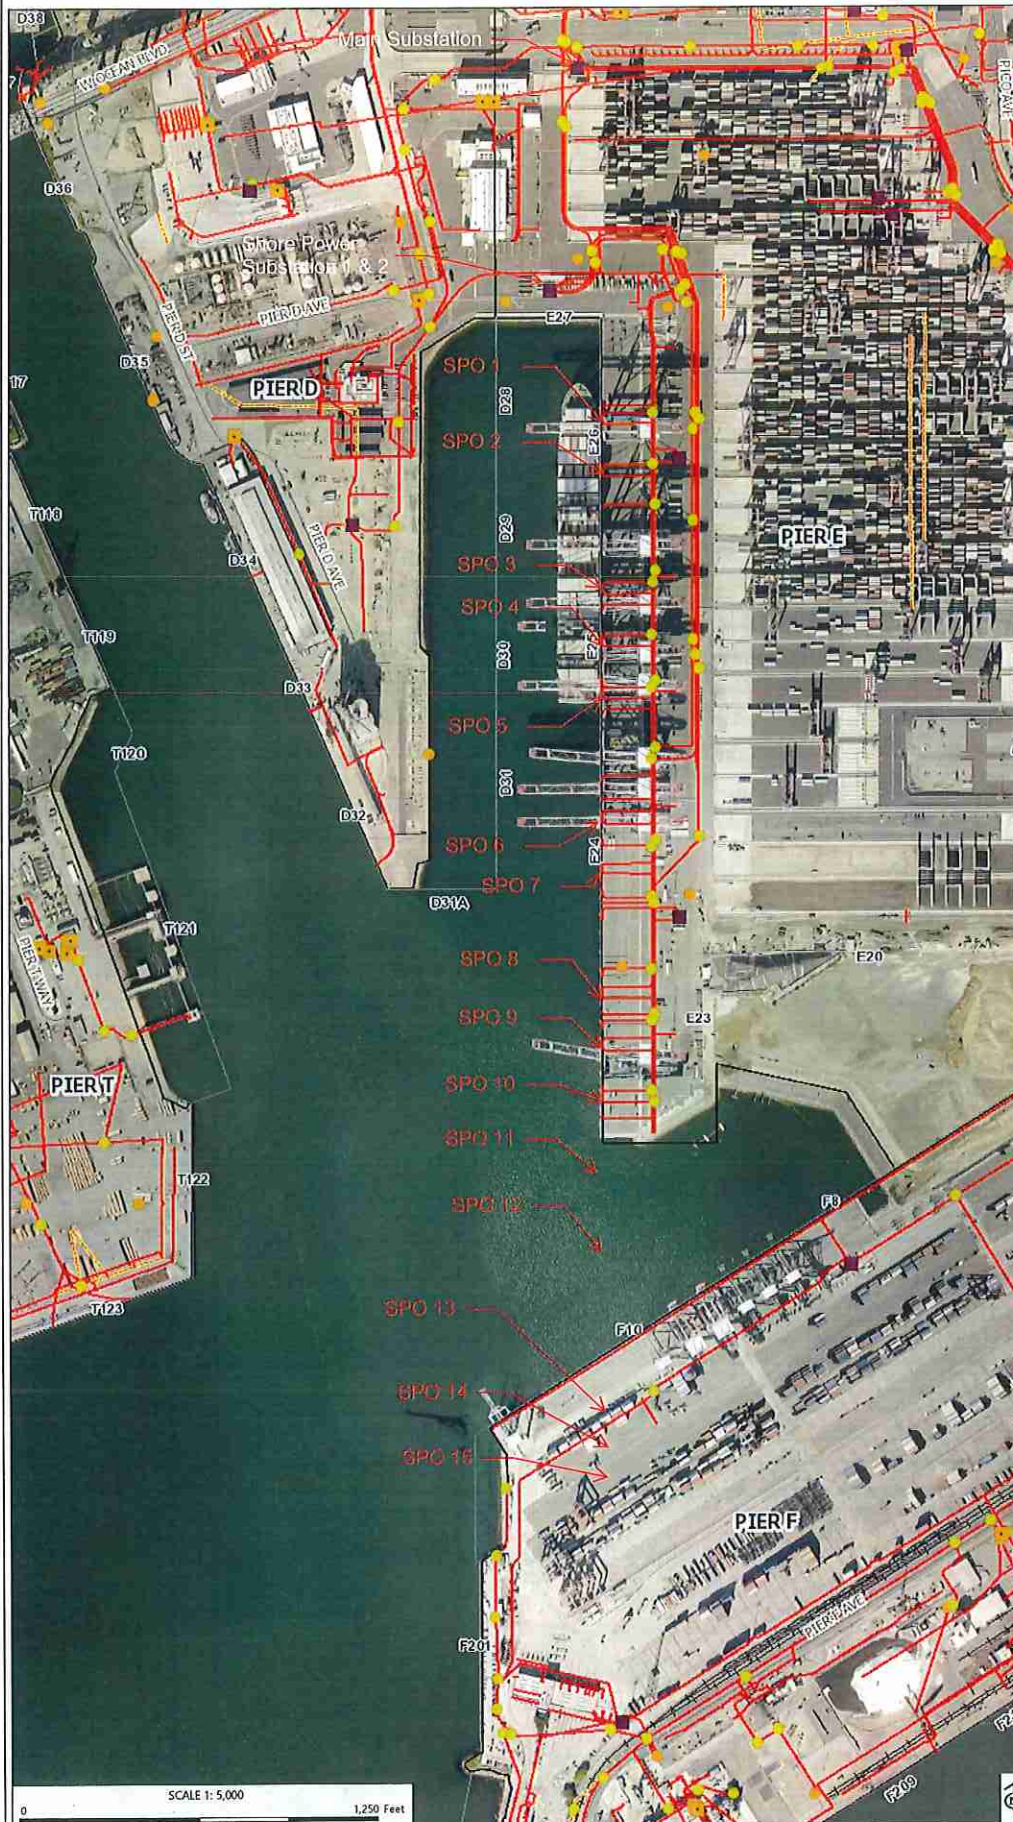 D38
Main Substation
W OCEAN BLVD
PICO AVE
7
D36
Shore Power
Substation 1 & 2
PIER D AVE
PIER D ST
E27
D35
SPO 1
17
PIER D
D28
E26
SPO 2
T118
D29
PIER E
D34
PIER D AVE
SPO 3
SPO 4
T119
E25
D30
D33
SPO 5
T120
D31
D32
SPO 6
E24
SPO 7
D31A
T121
PIER T WAY
SPO 8
E20
SPO 9
E23
PIER T
SPO 10
SPO 11
T122
SPO 12
F8
T123
SPO 13
F10
SPO 14
SPO 15
PIER F
PIER F AVE
F201
F209
SCALE 1: 5,000
0
1,250 Feet